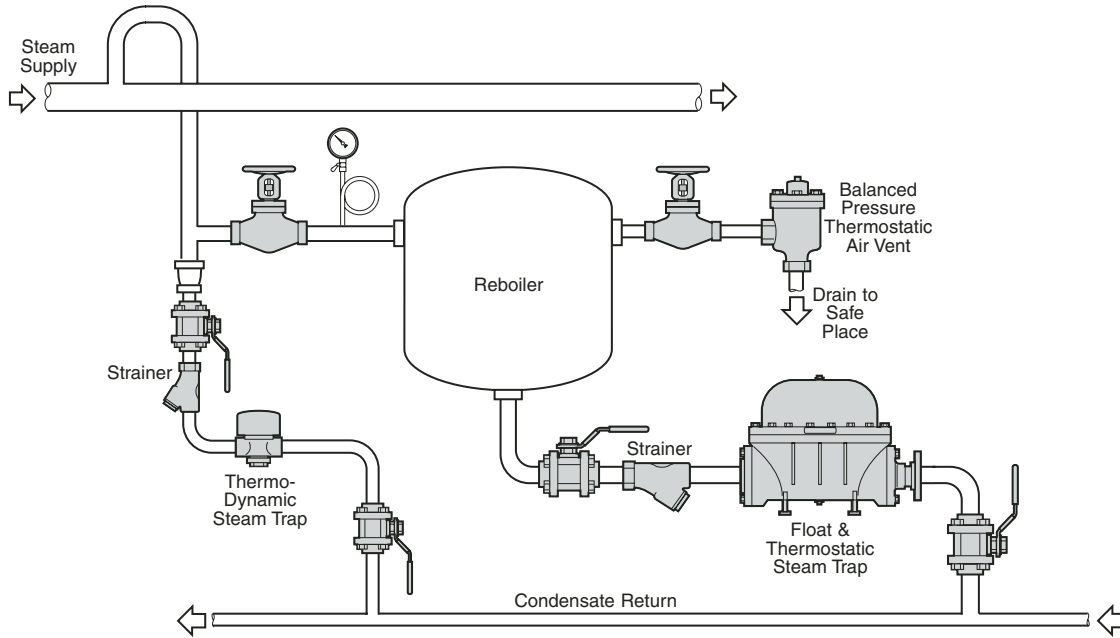 Steam
Supply
Balanced
Pressure
Thermostatic
Air Vent
Reboiler
Drain to
Safe
Place
Strainer
Strainer
Thermo-
Dynamic
Steam Trap
Float &
Thermostatic
Steam Trap
Condensate Return